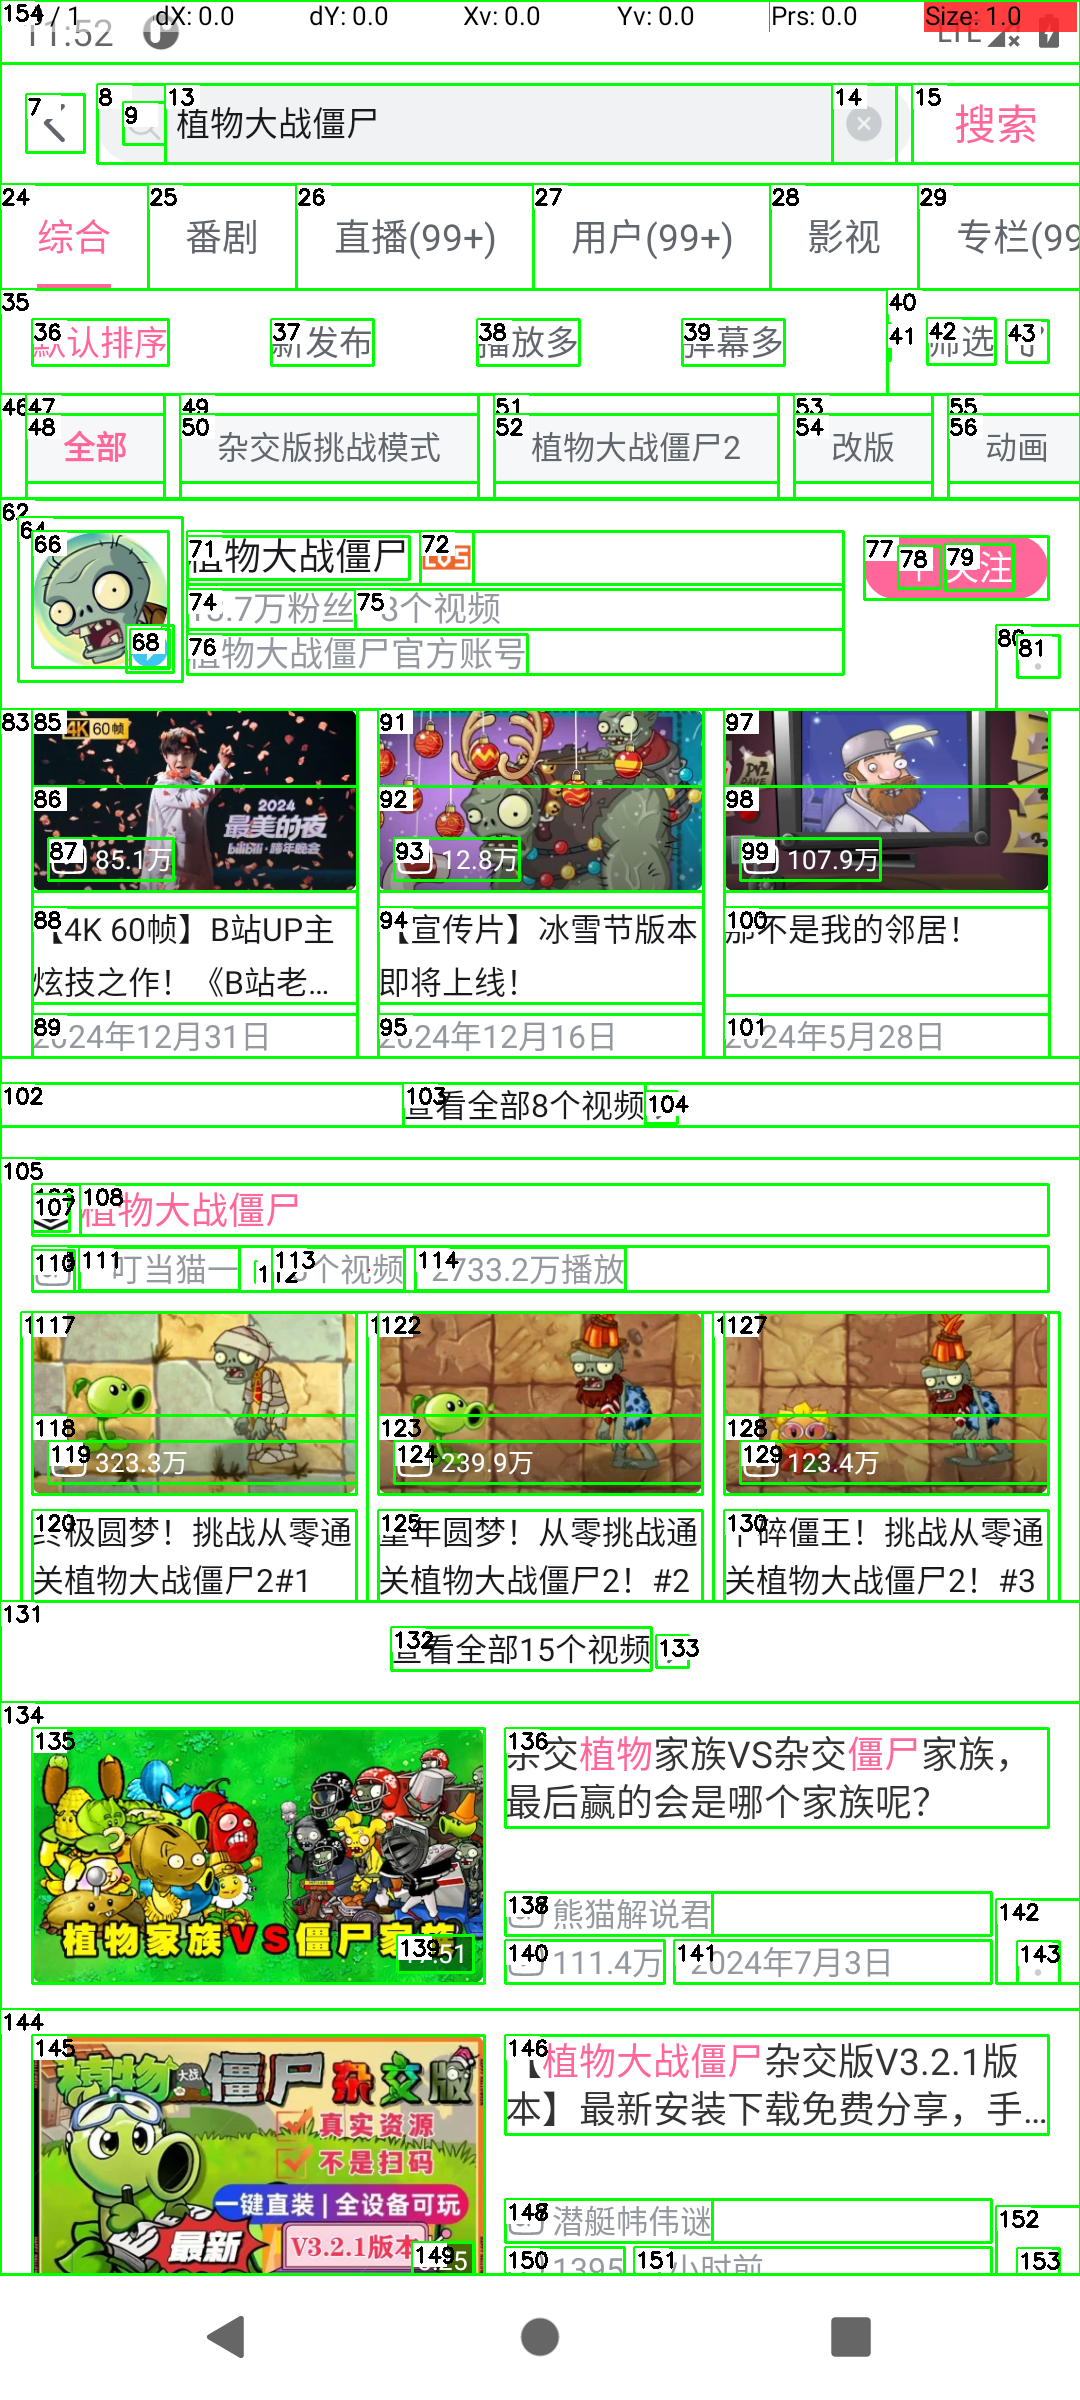 154 / 1 dX: 0.0 dY: 0.0 Xv: 0.0 Yv: 0.0 Prs: 0.0 Size: 1.0
11:52 LTE
7 8 9 13 植物大战僵尸 14 15 搜索
24 综合 25 番剧 26 直播(99+) 27 用户(99+) 28 影视 29 专栏(99
35 36 默认排序 37 新发布 38 播放多 39 弹幕多 40 41 42 筛选 43
46 47 49 51 53 55
48 全部 50 杂交版挑战模式 52 植物大战僵尸2 54 改版 56 动画
62 64 66 71 植物大战僵尸 72 LV5 77 78 79 关注
74 .7万粉丝 75 8个视频
68 76 植物大战僵尸官方账号 80 81
83 85 4K 60帧 91 97
86 2024 92 98
最美的夜
bilibili·跨年晚会
87 85.1万 93 12.8万 99 107.9万
88 【4K 60帧】B站UP主
炫技之作!《B站老...
94 【宣传片】冰雪节版本
即将上线!
100 那不是我的邻居!
89 2024年12月31日 95 2024年12月16日 101 2024年5月28日
102 103 查看全部8个视频 104
105
107 108 植物大战僵尸
110 111 叮当猫一 112 113 个视频 114 2733.2万播放
117 122 127
118 123 128
119 323.3万 124 239.9万 129 123.4万
120 终极圆梦!挑战从零通
关植物大战僵尸2#1
125 童年圆梦!从零挑战通
关植物大战僵尸2!#2
130 碎僵王!挑战从零通
关植物大战僵尸2!#3
131
132 查看全部15个视频 133
134
135 136 杂交植物家族VS杂交僵尸家族,
最后赢的会是哪个家族呢?
植物家族VS僵尸家族
138 熊猫解说君 142
139 :51 140 111.4万 141 2024年7月3日 143
144
145 146 【植物大战僵尸杂交版V3.2.1版
本】最新安装下载免费分享,手...
植物大战僵尸杂交版
真实资源
不是扫码
一键直装|全设备可玩
最新 V3.2.1版本
148 潜艇帏伟谜 152
149 :25 150 1395 151 小时前 153